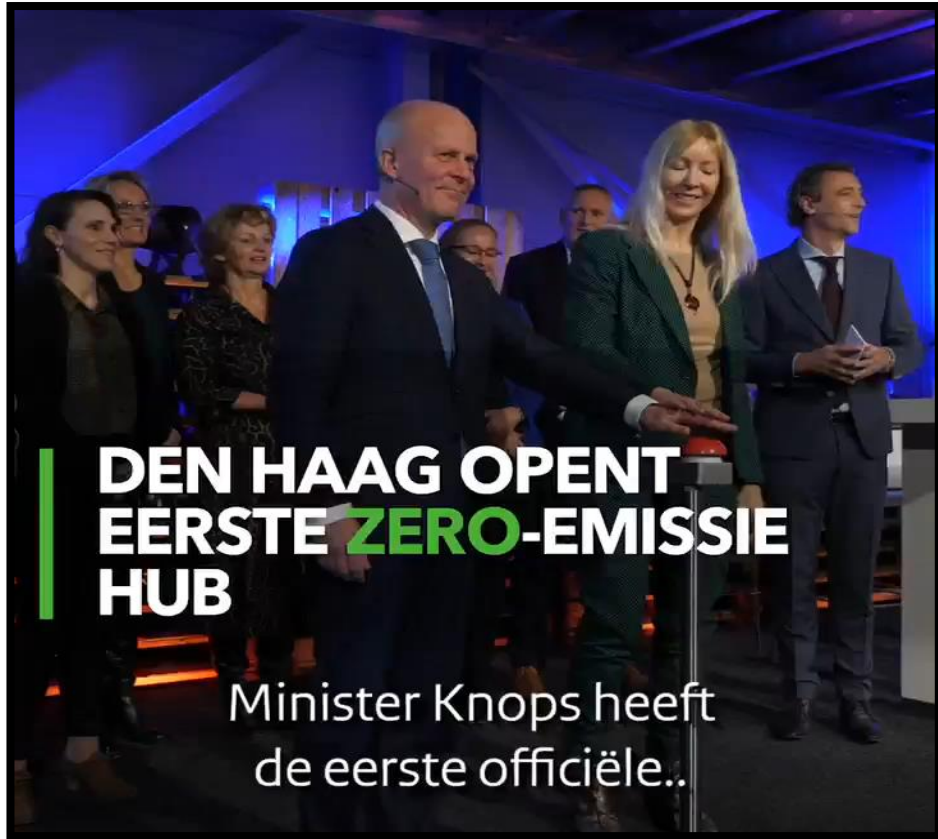 DEN HAAG OPENT
EERSTE ZERO-EMISSIE
HUB
Minister Knops heeft
de eerste officiële..